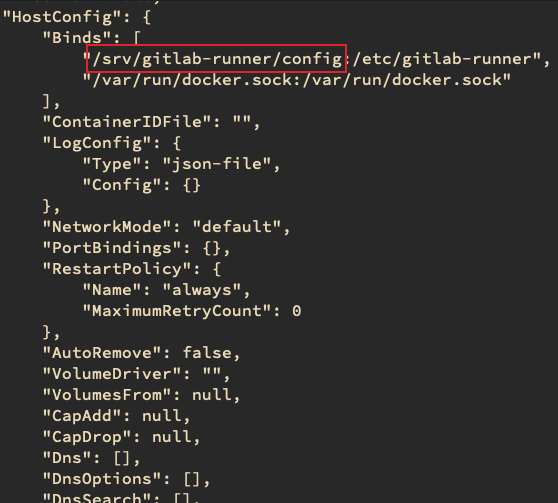 "HostConfig": {
"Binds": [
"/srv/gitlab-runner/config:/etc/gitlab-runner",
"/var/run/docker.sock:/var/run/docker.sock"
],
"ContainerIDFile": "",
"LogConfig": {
"Type": "json-file",
"Config": {}
},
"NetworkMode": "default",
"PortBindings": {},
"RestartPolicy": {
"Name": "always",
"MaximumRetryCount": 0
},
"AutoRemove": false,
"VolumeDriver": "",
"VolumesFrom": null,
"CapAdd": null,
"CapDrop": null,
"Dns": [],
"DnsOptions": [],
"DnsSearch": [],